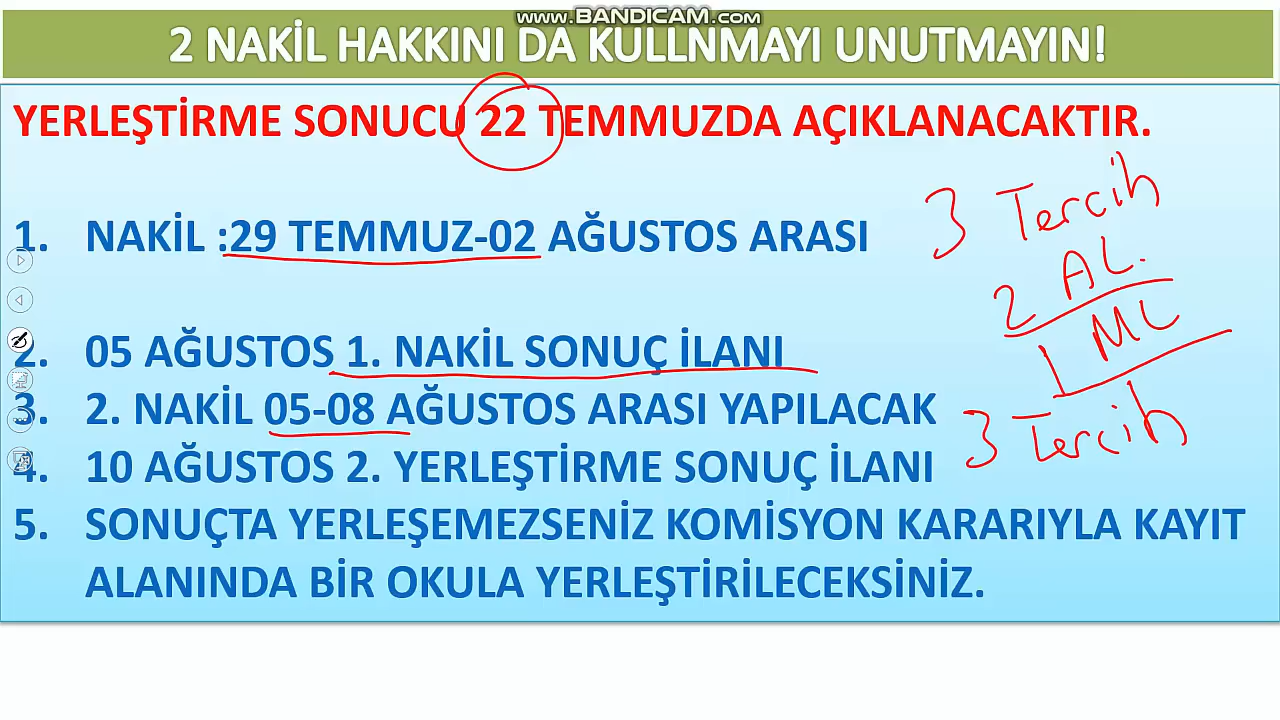 www.BANDICAM.com
2 NAKİL HAKKINI DA KULLNMAYI UNUTMAYIN!
YERLEŞTİRME SONUCU 22 TEMMUZDA AÇIKLANACAKTIR.
1. NAKİL :29 TEMMUZ-02 AĞUSTOS ARASI
3 Tercih
2 AL.
1 ML
2. 05 AĞUSTOS 1. NAKİL SONUÇ İLANI
3. 2. NAKİL 05-08 AĞUSTOS ARASI YAPILACAK
3 Tercih
4. 10 AĞUSTOS 2. YERLEŞTİRME SONUÇ İLANI
5. SONUÇTA YERLEŞEMEZSENİZ KOMİSYON KARARIYLA KAYIT
ALANINDA BİR OKULA YERLEŞTİRİLECEKSİNİZ.